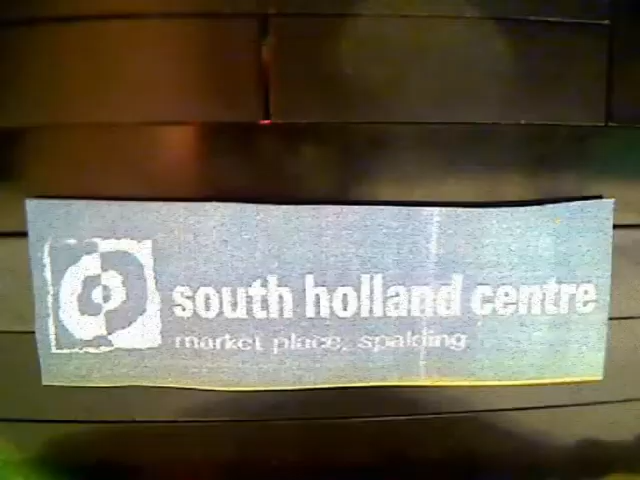 south holland centre
market place, spalding